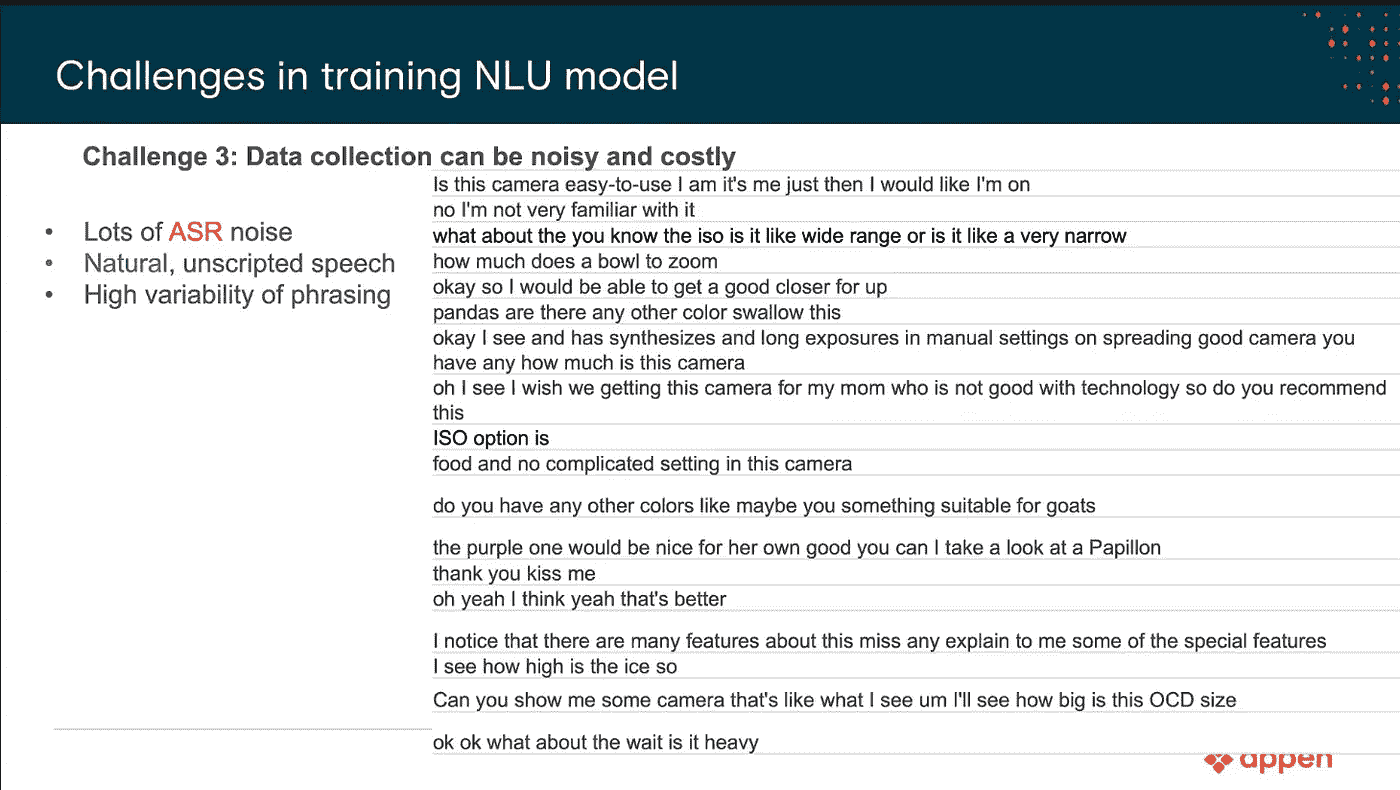 Challenges in training NLU model
Challenge 3: Data collection can be noisy and costly
• Lots of ASR noise
• Natural, unscripted speech
• High variability of phrasing
Is this camera easy-to-use I am it's me just then I would like I'm on
no I'm not very familiar with it
what about the you know the iso is it like wide range or is it like a very narrow
how much does a bowl to zoom
okay so I would be able to get a good closer for up
pandas are there any other color swallow this
okay I see and has synthesizes and long exposures in manual settings on spreading good camera you
have any how much is this camera
oh I see I wish we getting this camera for my mom who is not good with technology so do you recommend
this
ISO option is
food and no complicated setting in this camera
do you have any other colors like maybe you something suitable for goats
the purple one would be nice for her own good you can I take a look at a Papillon
thank you kiss me
oh yeah I think yeah that's better
I notice that there are many features about this miss any explain to me some of the special features
I see how high is the ice so
Can you show me some camera that's like what I see um I'll see how big is this OCD size
ok ok what about the wait is it heavy
appen